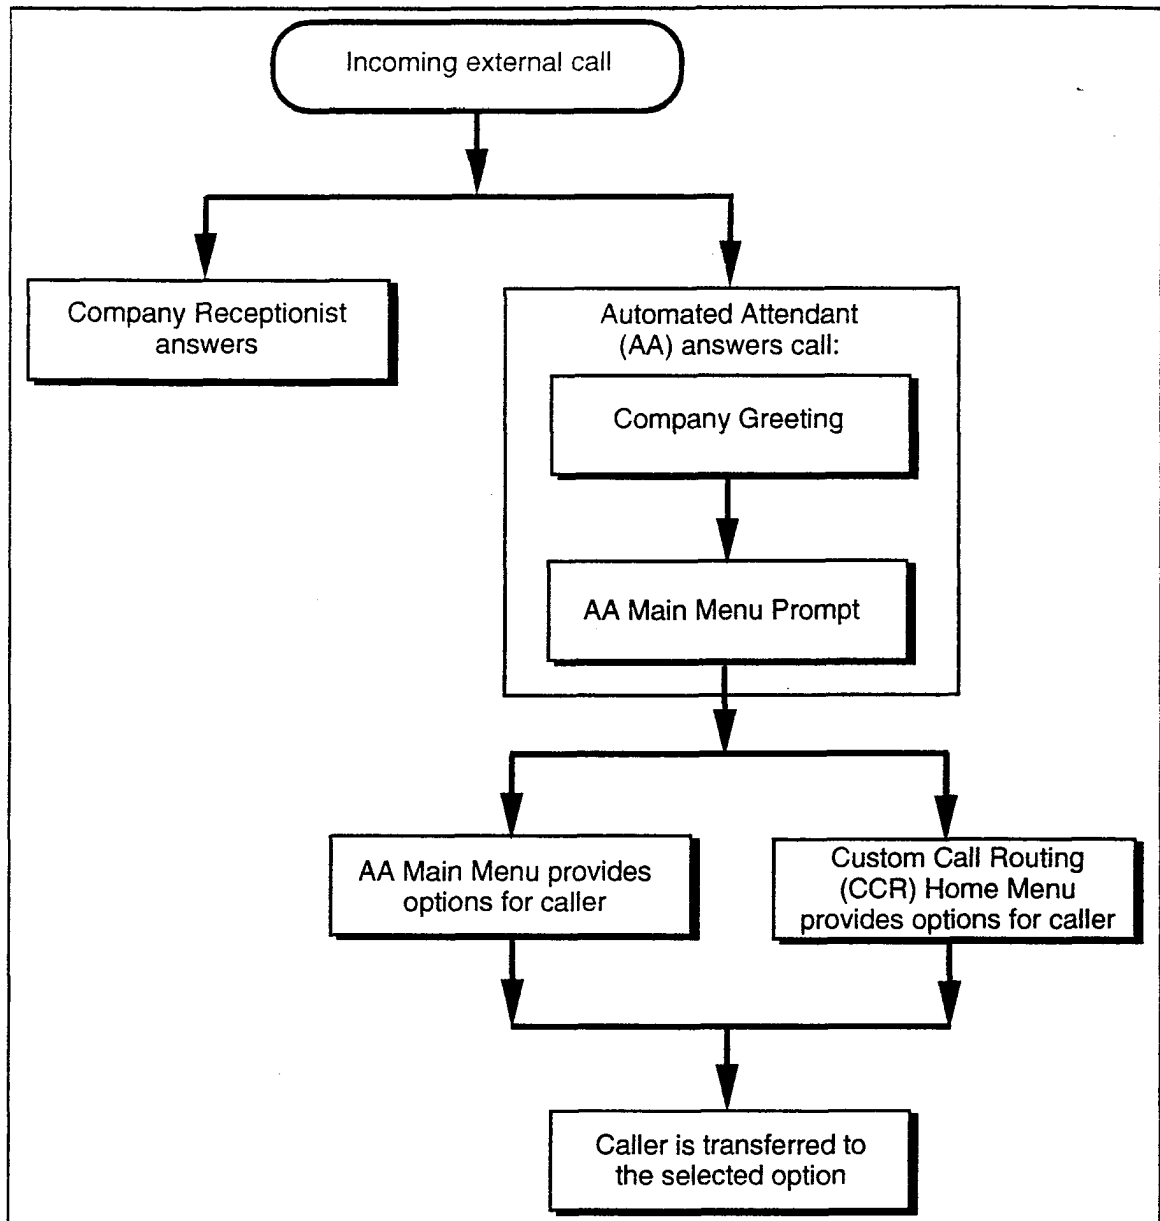 Incoming external call
Company Receptionist
answers
Automated Attendant
(AA) answers call:
Company Greeting
AA Main Menu Prompt
AA Main Menu provides
options for caller
Custom Call Routing
(CCR) Home Menu
provides options for caller
Caller is transferred to
the selected option